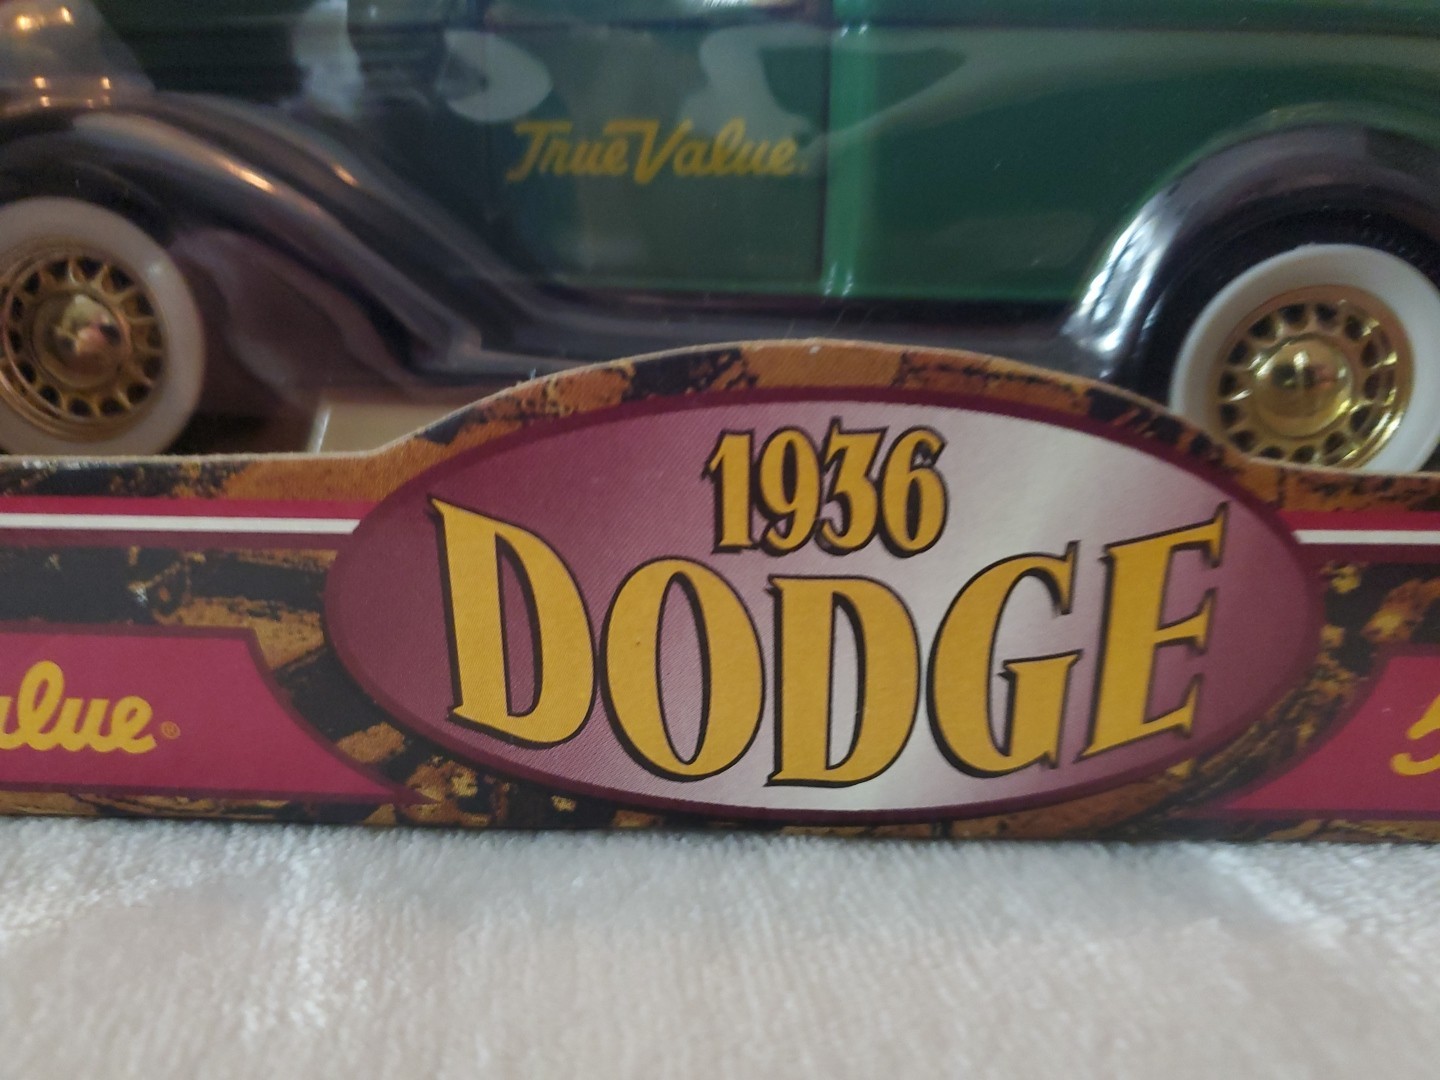 True Value.
1936
DODGE
alue®